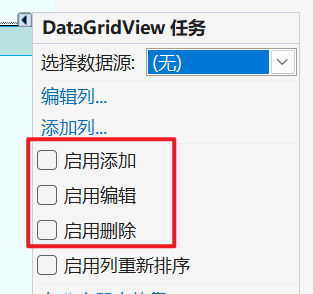 DataGridView 任务
选择数据源: (无)
编辑列...
添加列...
启用添加
启用编辑
启用删除
启用列重新排序